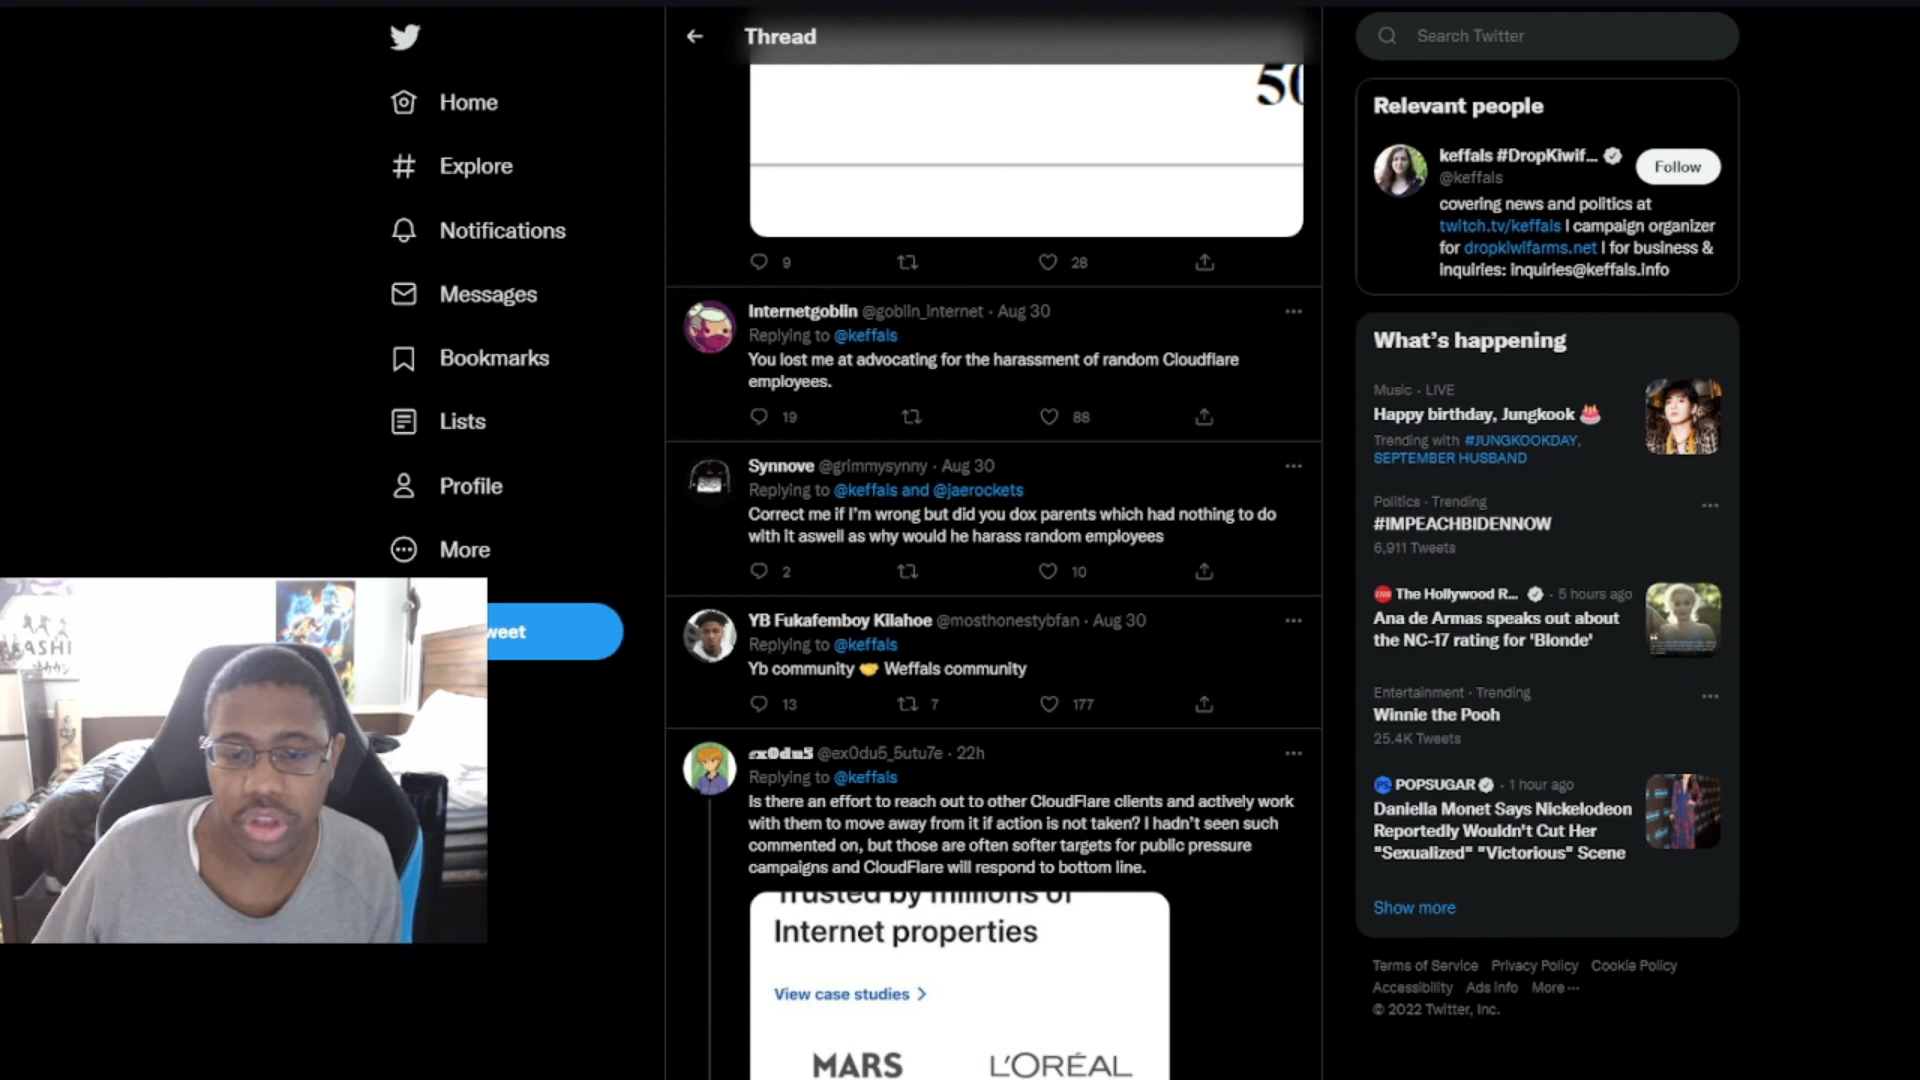 Home
Explore
Notifications
Messages
Bookmarks
Lists
Profile
More
weet
ASHI
Thread
50
9
28
Internetgoblin @goblin_internet · Aug 30
Replying to @keffals
You lost me at advocating for the harassment of random Cloudflare
employees.
19
88
Synnove @grimmysynny · Aug 30
Replying to @keffals and @jaerockets
Correct me if I'm wrong but did you dox parents which had nothing to do
with it aswell as why would he harass random employees
2
10
YB Fukafemboy Kilahoe @mosthonestybfan · Aug 30
Replying to @keffals
Yb community 🤝 Weffals community
13
7
177
ex0du5 @ex0du5_5utu7e · 22h
Replying to @keffals
Is there an effort to reach out to other CloudFlare clients and actively work
with them to move away from it if action is not taken? I hadn't seen such
commented on, but those are often softer targets for public pressure
campaigns and CloudFlare will respond to bottom line.
Trusted by millions of
Internet properties
View case studies >
MARS
L'ORÉAL
Search Twitter
Relevant people
keffals #DropKiwif...
Follow
@keffals
covering news and politics at
twitch.tv/keffals | campaign organizer
for dropkiwifarms.net | for business &
inquiries: inquiries@keffals.info
What's happening
Music · LIVE
Happy birthday, Jungkook 🎂
Trending with #JUNGKOOKDAY,
SEPTEMBER HUSBAND
Politics · Trending
#IMPEACHBIDENNOW
6,911 Tweets
The Hollywood R... · 5 hours ago
Ana de Armas speaks out about
the NC-17 rating for 'Blonde'
Entertainment · Trending
Winnie the Pooh
25.4K Tweets
POPSUGAR · 1 hour ago
Daniella Monet Says Nickelodeon
Reportedly Wouldn't Cut Her
"Sexualized" "Victorious" Scene
Show more
Terms of Service Privacy Policy Cookie Policy
Accessibility Ads info More ···
© 2022 Twitter, Inc.